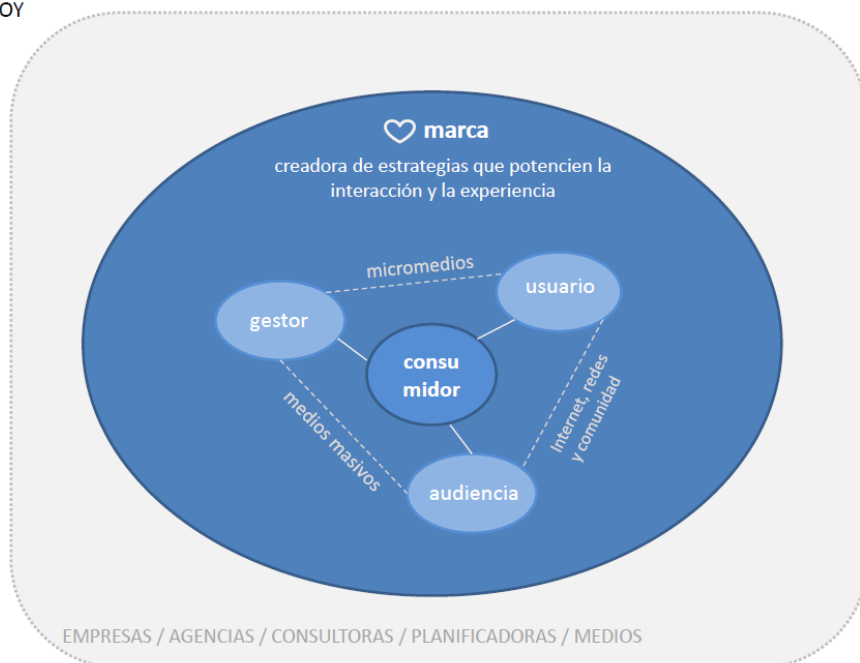 OY
marca
creadora de estrategias que potencien la
interacción y la experiencia
micromedios
usuario
gestor
consu
midor
Internet, redes
y comunidad
medios masivos
audiencia
EMPRESAS / AGENCIAS / CONSULTORAS / PLANIFICADORAS / MEDIOS